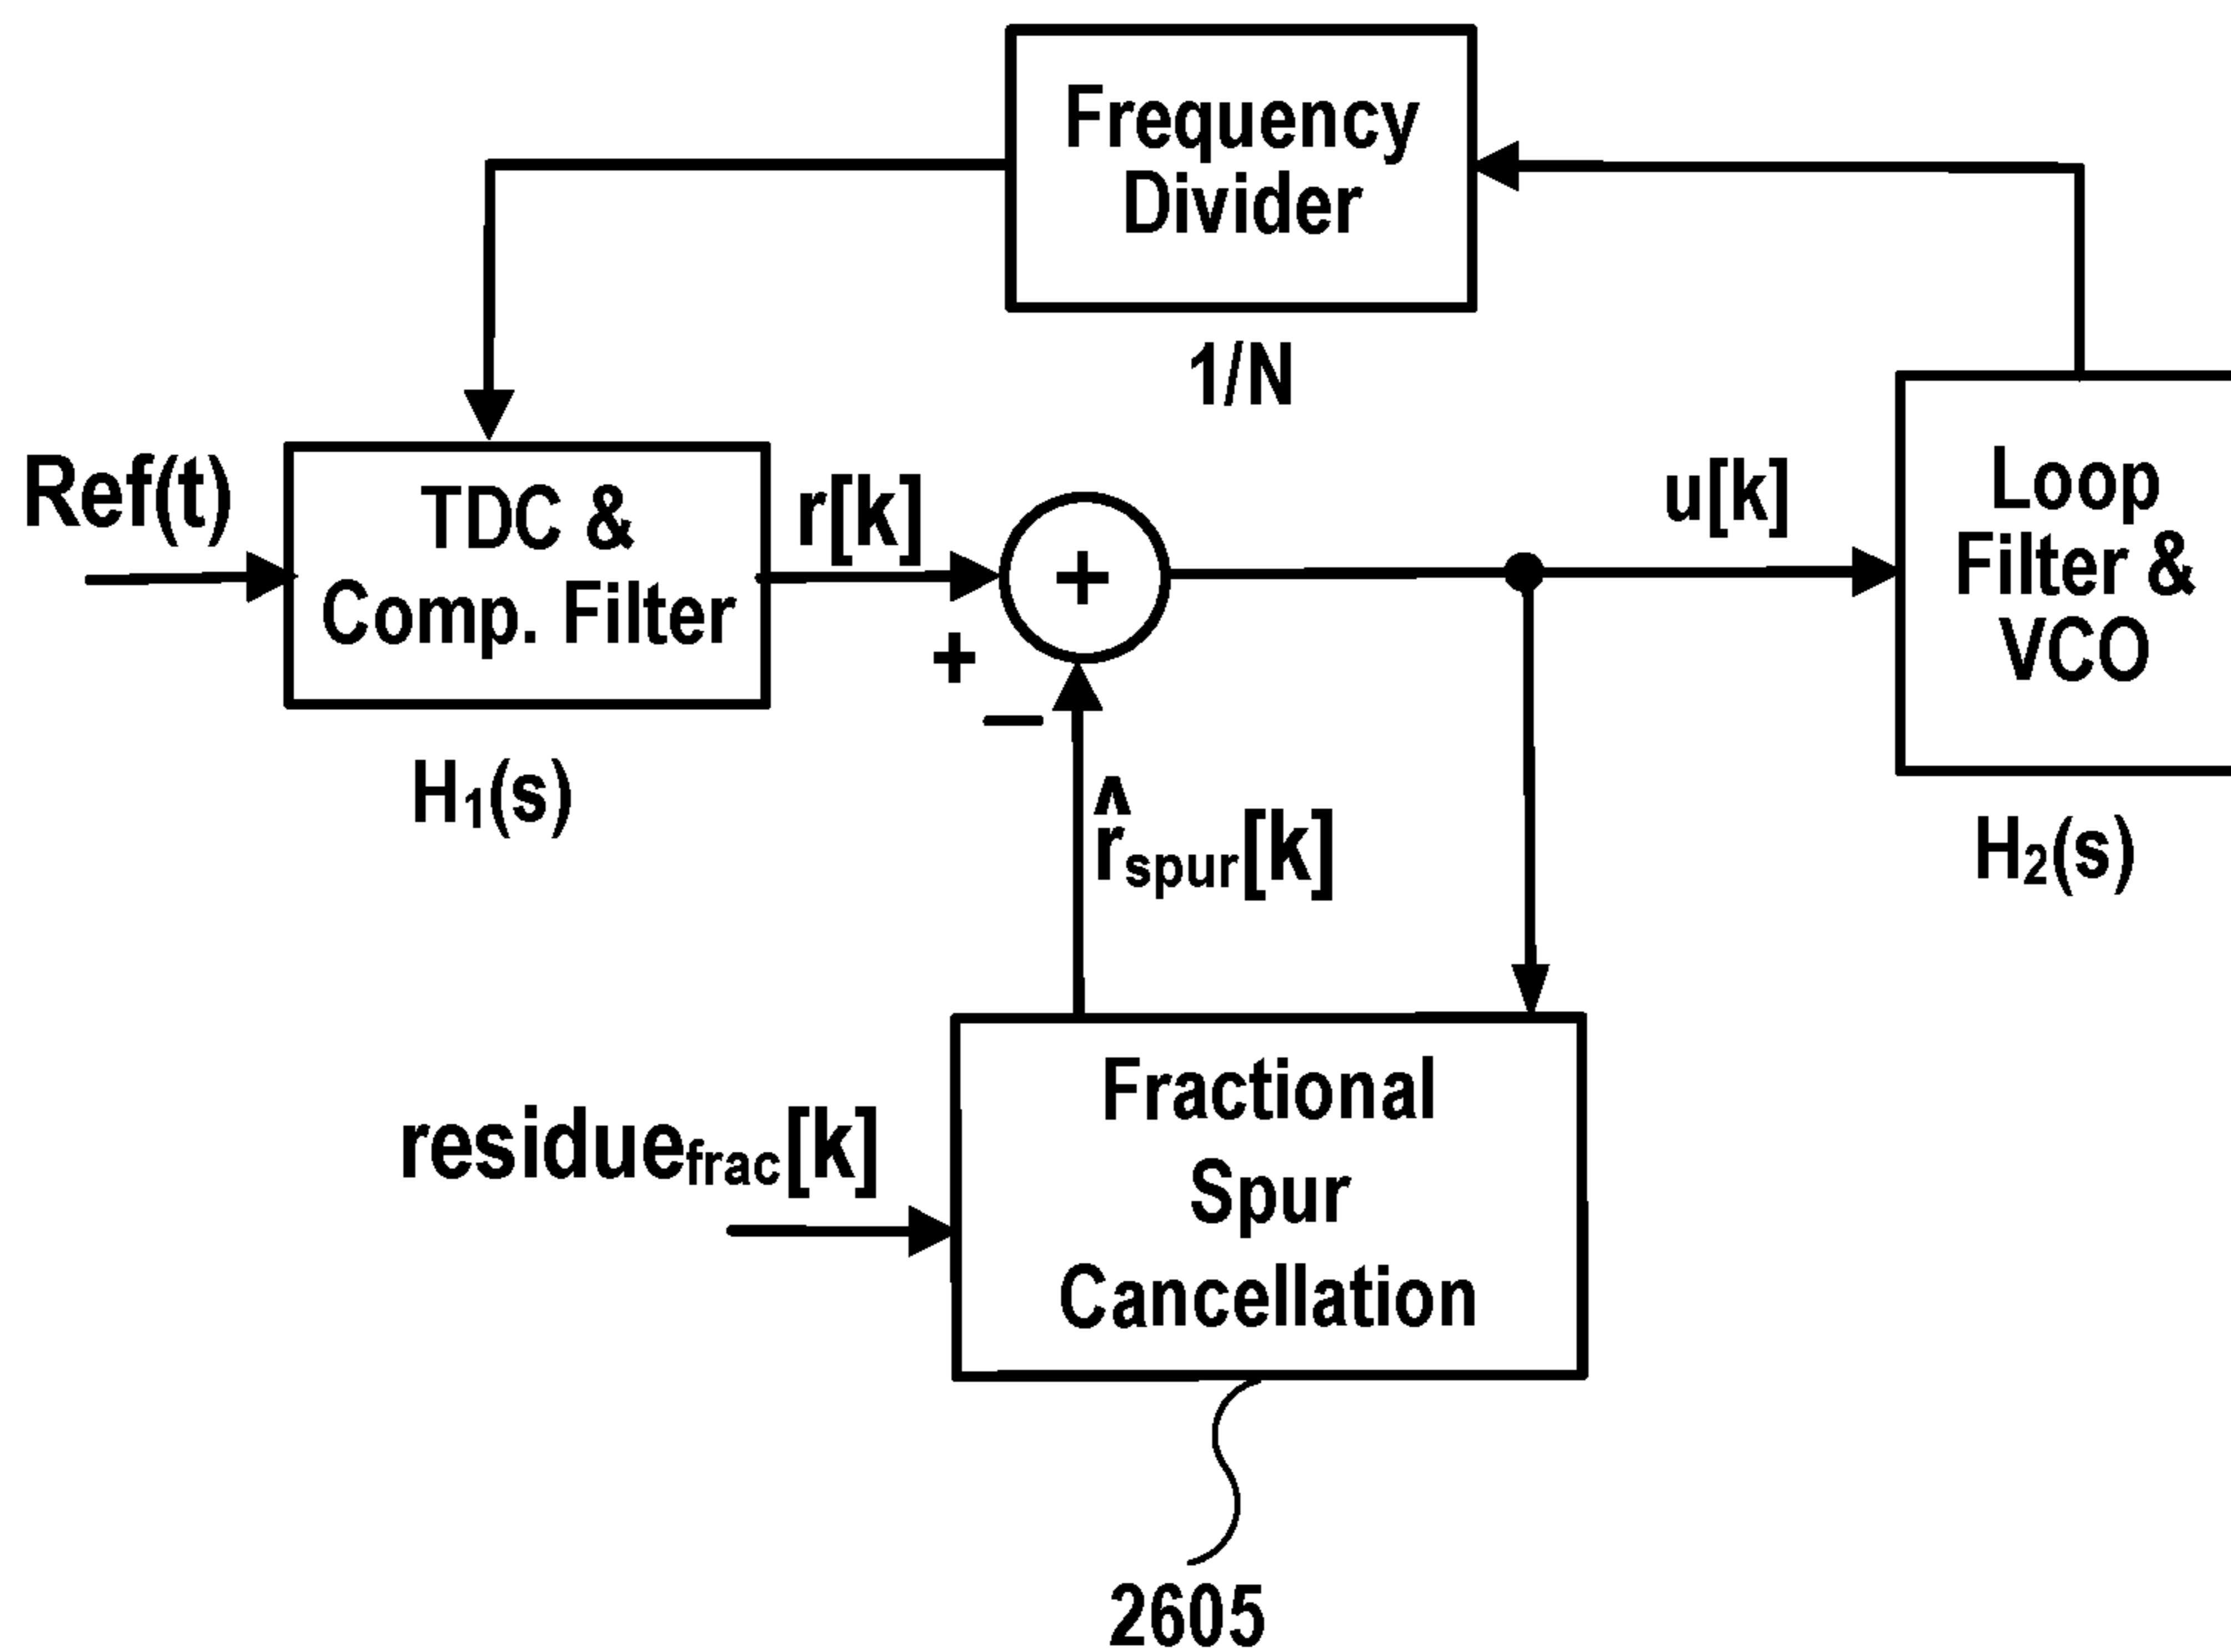 Frequency
Divider
1/N
Ref(t)
TDC &
Comp. Filter
H₁(s)
r[k]
+
+
−
u[k]
Loop
Filter &
VCO
H₂(s)
r̂spur[k]
residuefrac[k]
Fractional
Spur
Cancellation
2605